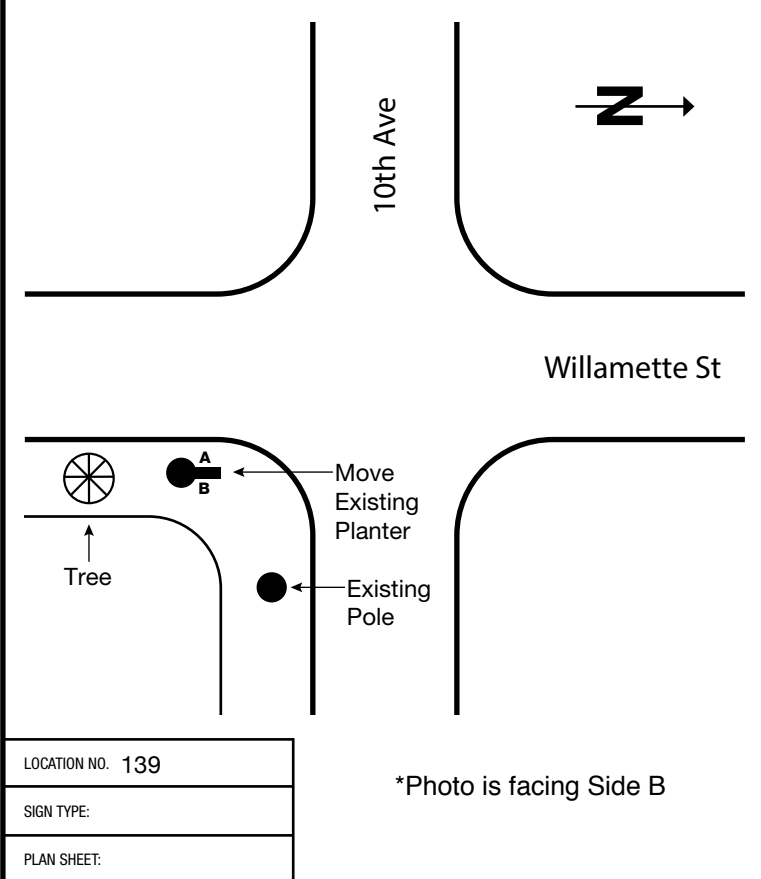 10th Ave
N
Willamette St
A
B
Move
Existing
Planter
Tree
Existing
Pole
LOCATION NO. 139
SIGN TYPE:
PLAN SHEET:
*Photo is facing Side B